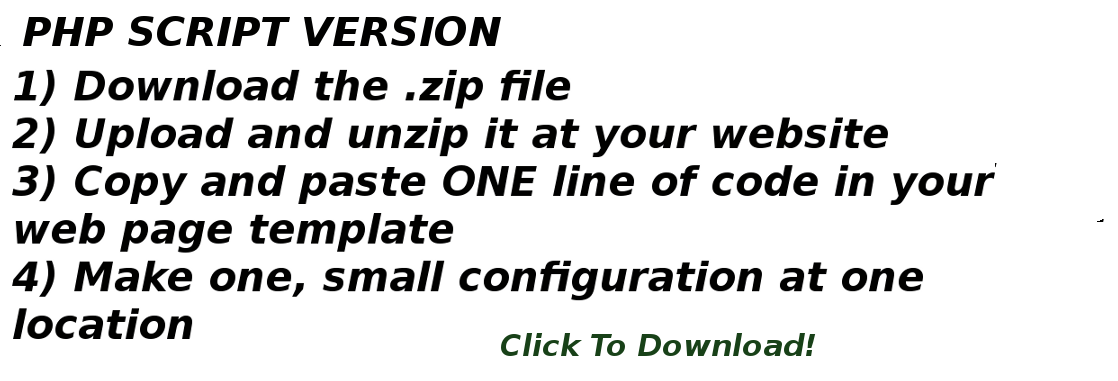 PHP SCRIPT VERSION
1) Download the .zip file
2) Upload and unzip it at your website
3) Copy and paste ONE line of code in your
web page template
4) Make one, small configuration at one
location
Click To Download!